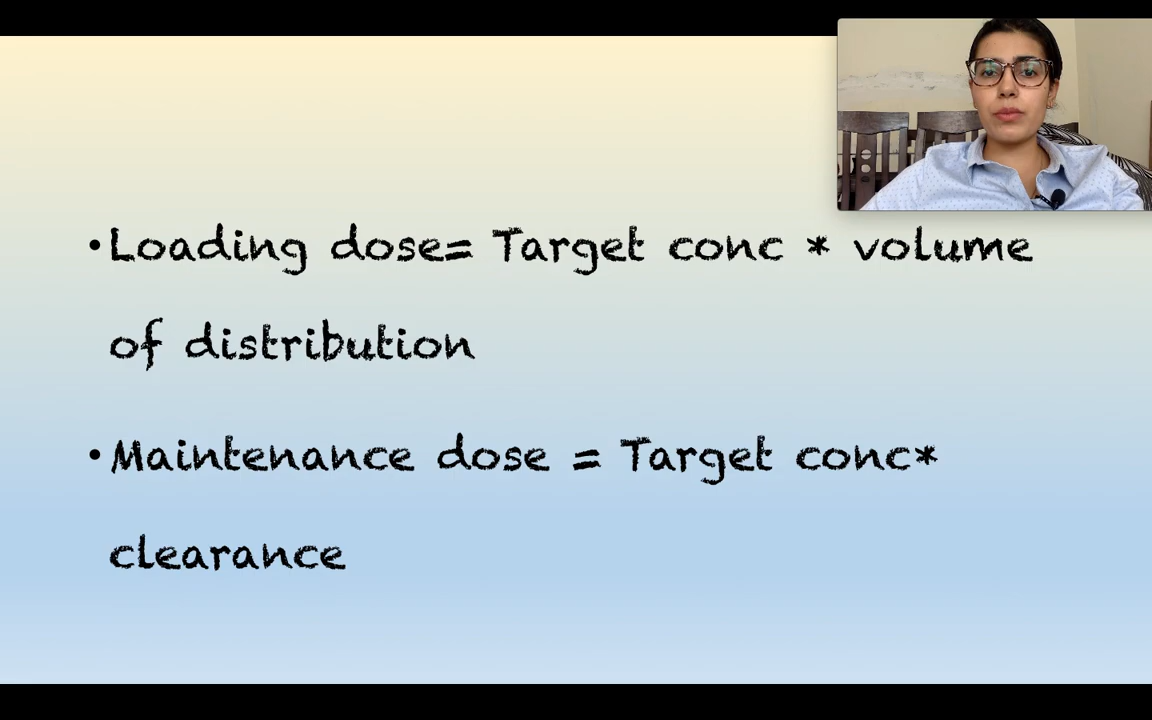 •Loading dose= Target conc * volume
of distribution
•Maintenance dose = Target conc*
clearance